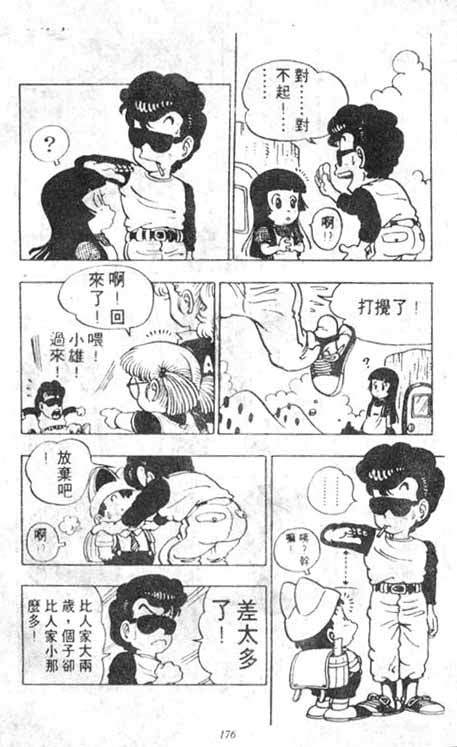 對……對
不起！……
啊!?
？
打攪了！
？
啊！回
來了！
喂！
小雄！
過來！
………
咦？幹
嘛！
放棄吧
！
啊!?
差太多
了！
比人家大兩
歲，個子卻
比人家小那
麼多！
176